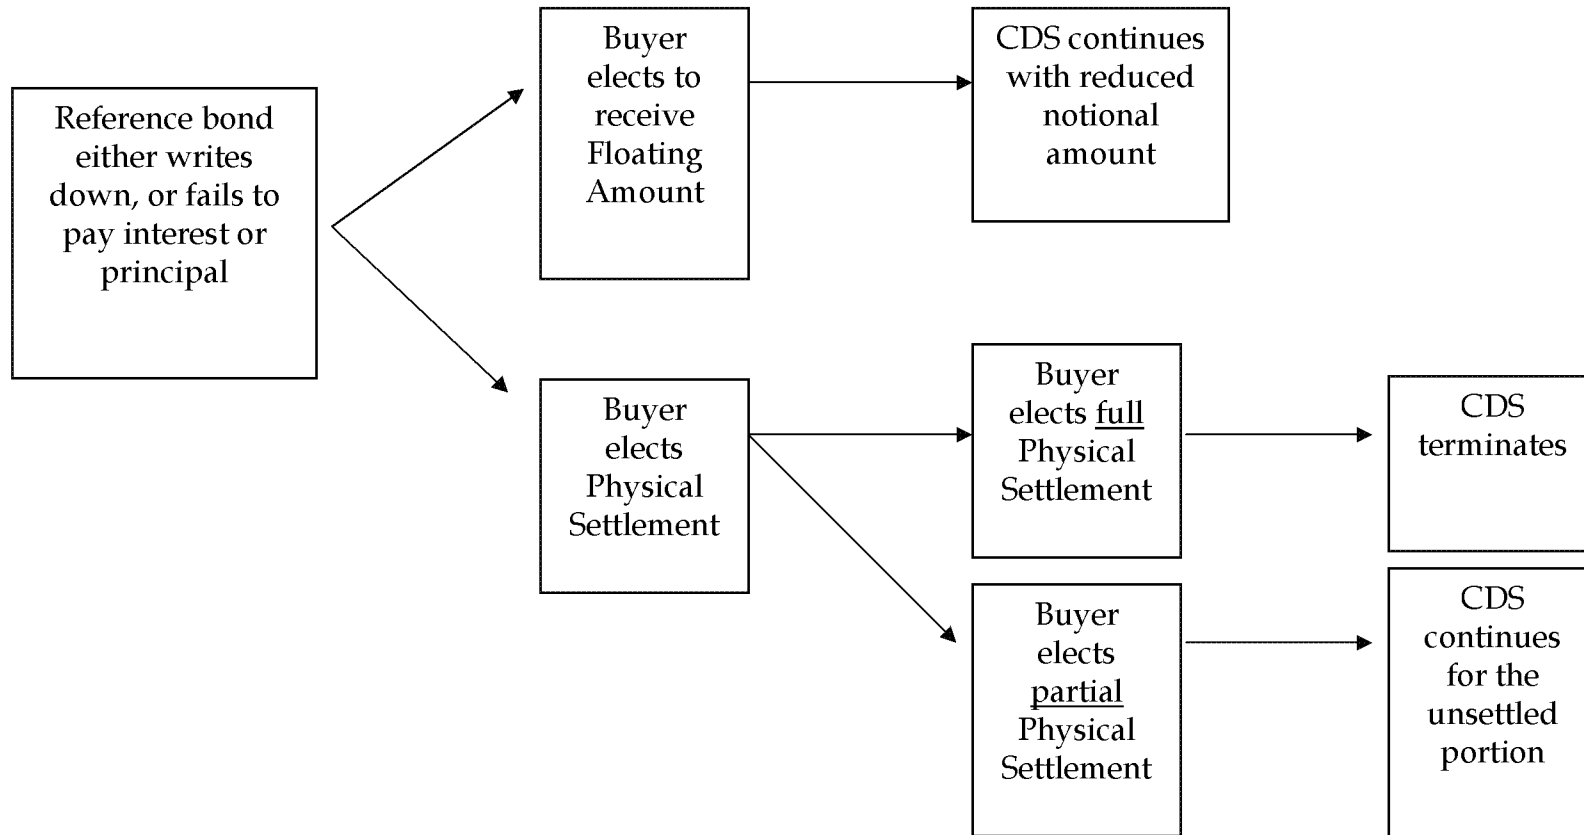 Reference bond
either writes
down, or fails to
pay interest or
principal
Buyer
elects to
receive
Floating
Amount
CDS continues
with reduced
notional
amount
Buyer
elects
Physical
Settlement
Buyer
elects full
Physical
Settlement
CDS
terminates
Buyer
elects
partial
Physical
Settlement
CDS
continues
for the
unsettled
portion